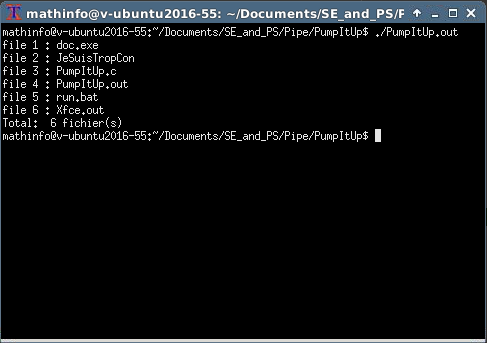 mathinfo@v-ubuntu2016-55: ~/Documents/SE_and_PS/P
mathinfo@v-ubuntu2016-55:~/Documents/SE_and_PS/Pipe/PumpItUp$ ./PumpItUp.out
file 1 : doc.exe
file 2 : JeSuisTropCon
file 3 : PumpItUp.c
file 4 : PumpItUp.out
file 5 : run.bat
file 6 : Xfce.out
Total:  6 fichier(s)
mathinfo@v-ubuntu2016-55:~/Documents/SE_and_PS/Pipe/PumpItUp$